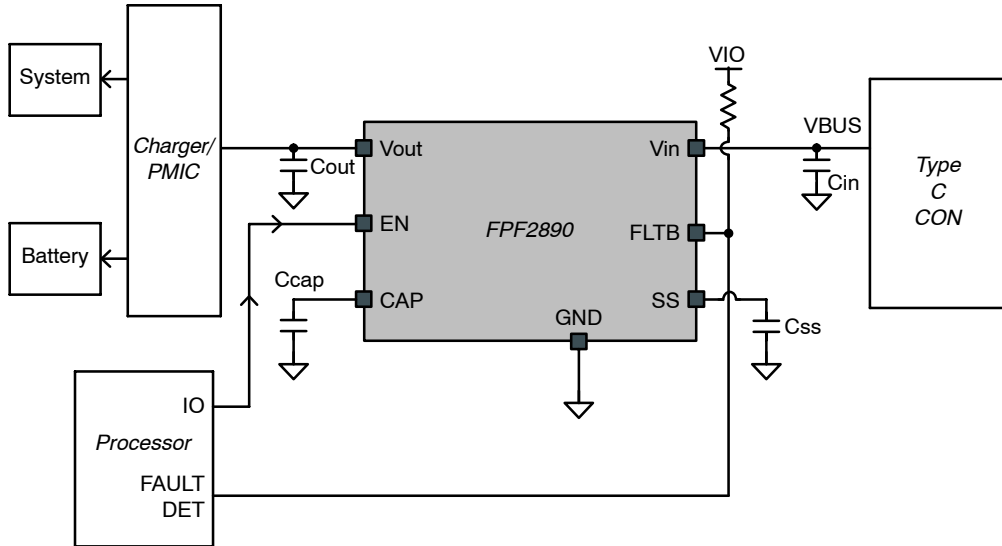 System
Battery
Charger/
PMIC
Cout
Vout
EN
CAP
Ccap
FPF2890
GND
Vin
FLTB
SS
VIO
VBUS
Cin
Css
Type
C
CON
IO
Processor
FAULT
DET